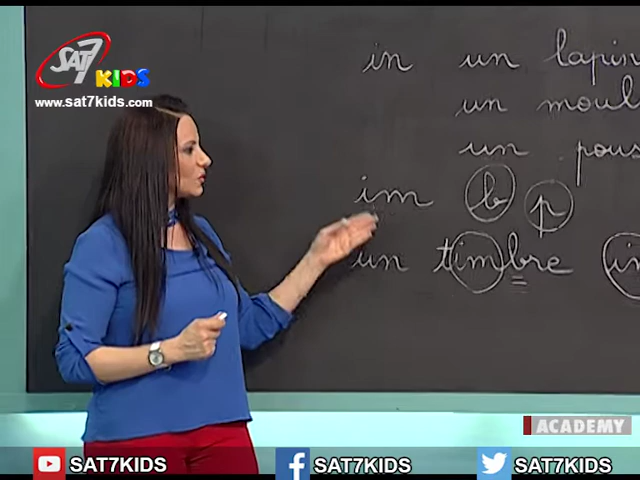 SAT7 KIDS
www.sat7kids.com
in un lapin
un moul
un pous
im b p
un timbre in
ACADEMY
SAT7KIDS SAT7KIDS SAT7KIDS